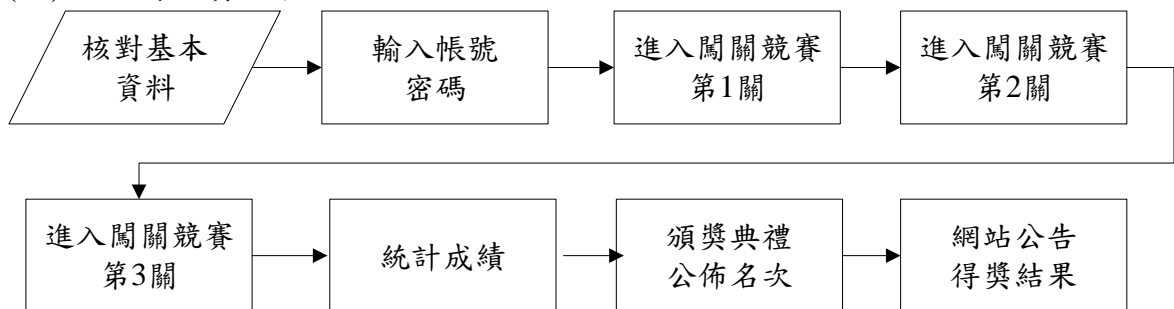 核對基本
資料
輸入帳號
密碼
進入闖關競賽
第1關
進入闖關競賽
第2關
進入闖關競賽
第3關
統計成績
頒獎典禮
公佈名次
網站公告
得獎結果